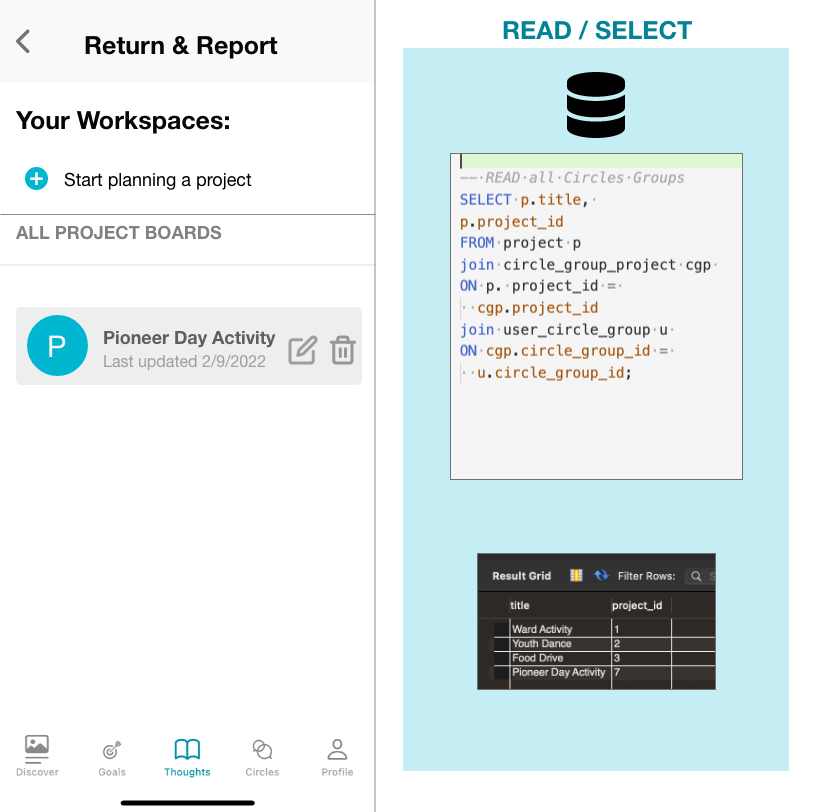 Return & Report
Your Workspaces:
Start planning a project
ALL PROJECT BOARDS
P
Pioneer Day Activity
Last updated 2/9/2022
Discover
Goals
Thoughts
Circles
Profile
READ / SELECT
-- READ all Circles Groups
SELECT p.title,
p.project_id
FROM project p
join circle_group_project cgp
ON p. project_id =
cgp.project_id
join user_circle_group u
ON cgp.circle_group_id =
u.circle_group_id;
Result Grid Filter Rows: S
title project_id
Ward Activity 1
Youth Dance 2
Food Drive 3
Pioneer Day Activity 7